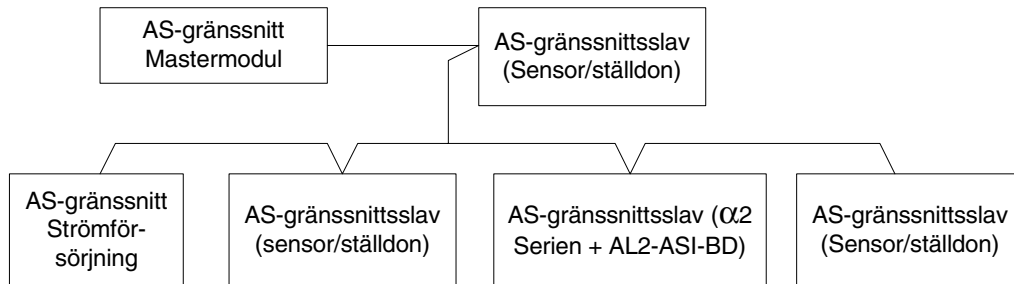 AS-gränssnitt
Mastermodul
AS-gränssnittsslav
(Sensor/ställdon)
AS-gränssnitt
Strömför-
sörjning
AS-gränssnittsslav
(sensor/ställdon)
AS-gränssnittsslav (α2
Serien + AL2-ASI-BD)
AS-gränssnittsslav
(Sensor/ställdon)